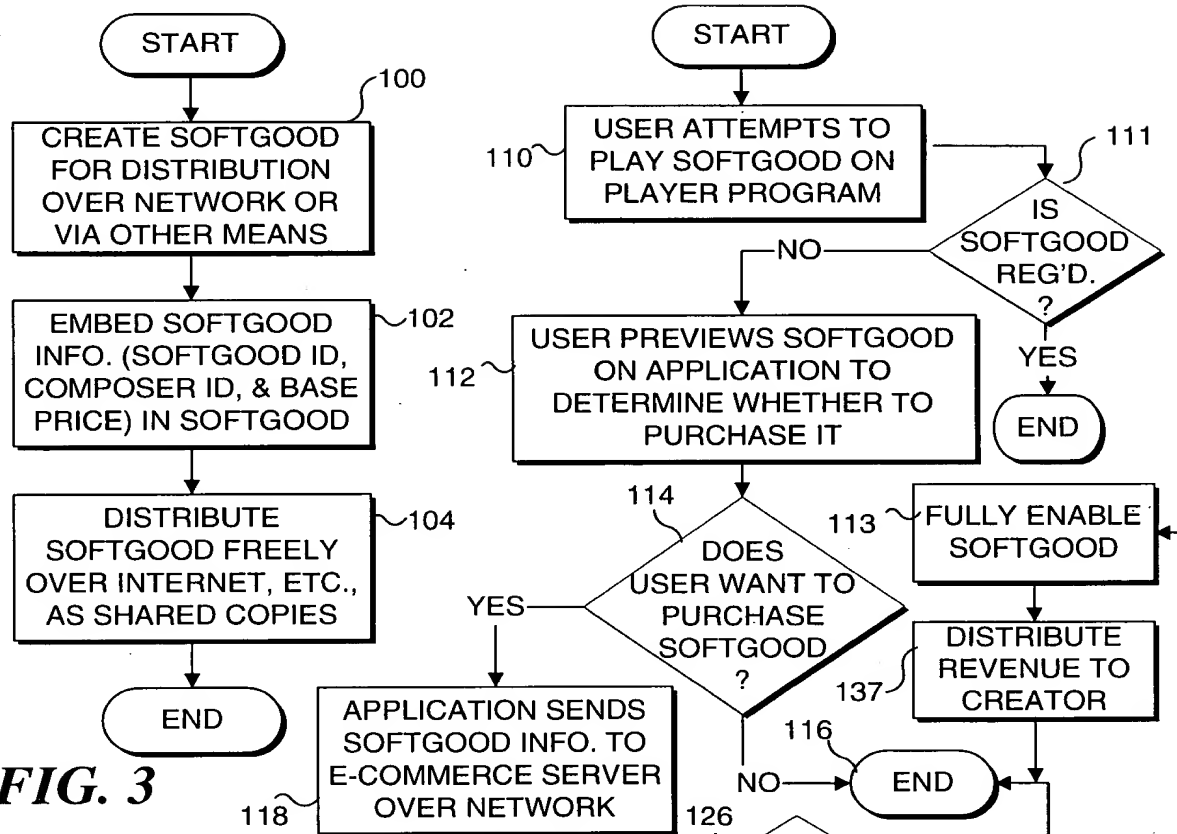 START
100
CREATE SOFTGOOD
FOR DISTRIBUTION
OVER NETWORK OR
VIA OTHER MEANS
EMBED SOFTGOOD
INFO. (SOFTGOOD ID,
COMPOSER ID, & BASE
PRICE) IN SOFTGOOD
102
DISTRIBUTE
SOFTGOOD FREELY
OVER INTERNET, ETC.,
AS SHARED COPIES
104
END
FIG. 3
START
110
USER ATTEMPTS TO
PLAY SOFTGOOD ON
PLAYER PROGRAM
111
IS
SOFTGOOD
REG'D.
?
NO
YES
END
112
USER PREVIEWS SOFTGOOD
ON APPLICATION TO
DETERMINE WHETHER TO
PURCHASE IT
114
DOES
USER WANT TO
PURCHASE
SOFTGOOD
?
YES
NO
113
FULLY ENABLE
SOFTGOOD
137
DISTRIBUTE
REVENUE TO
CREATOR
116
END
118
APPLICATION SENDS
SOFTGOOD INFO. TO
E-COMMERCE SERVER
OVER NETWORK
126